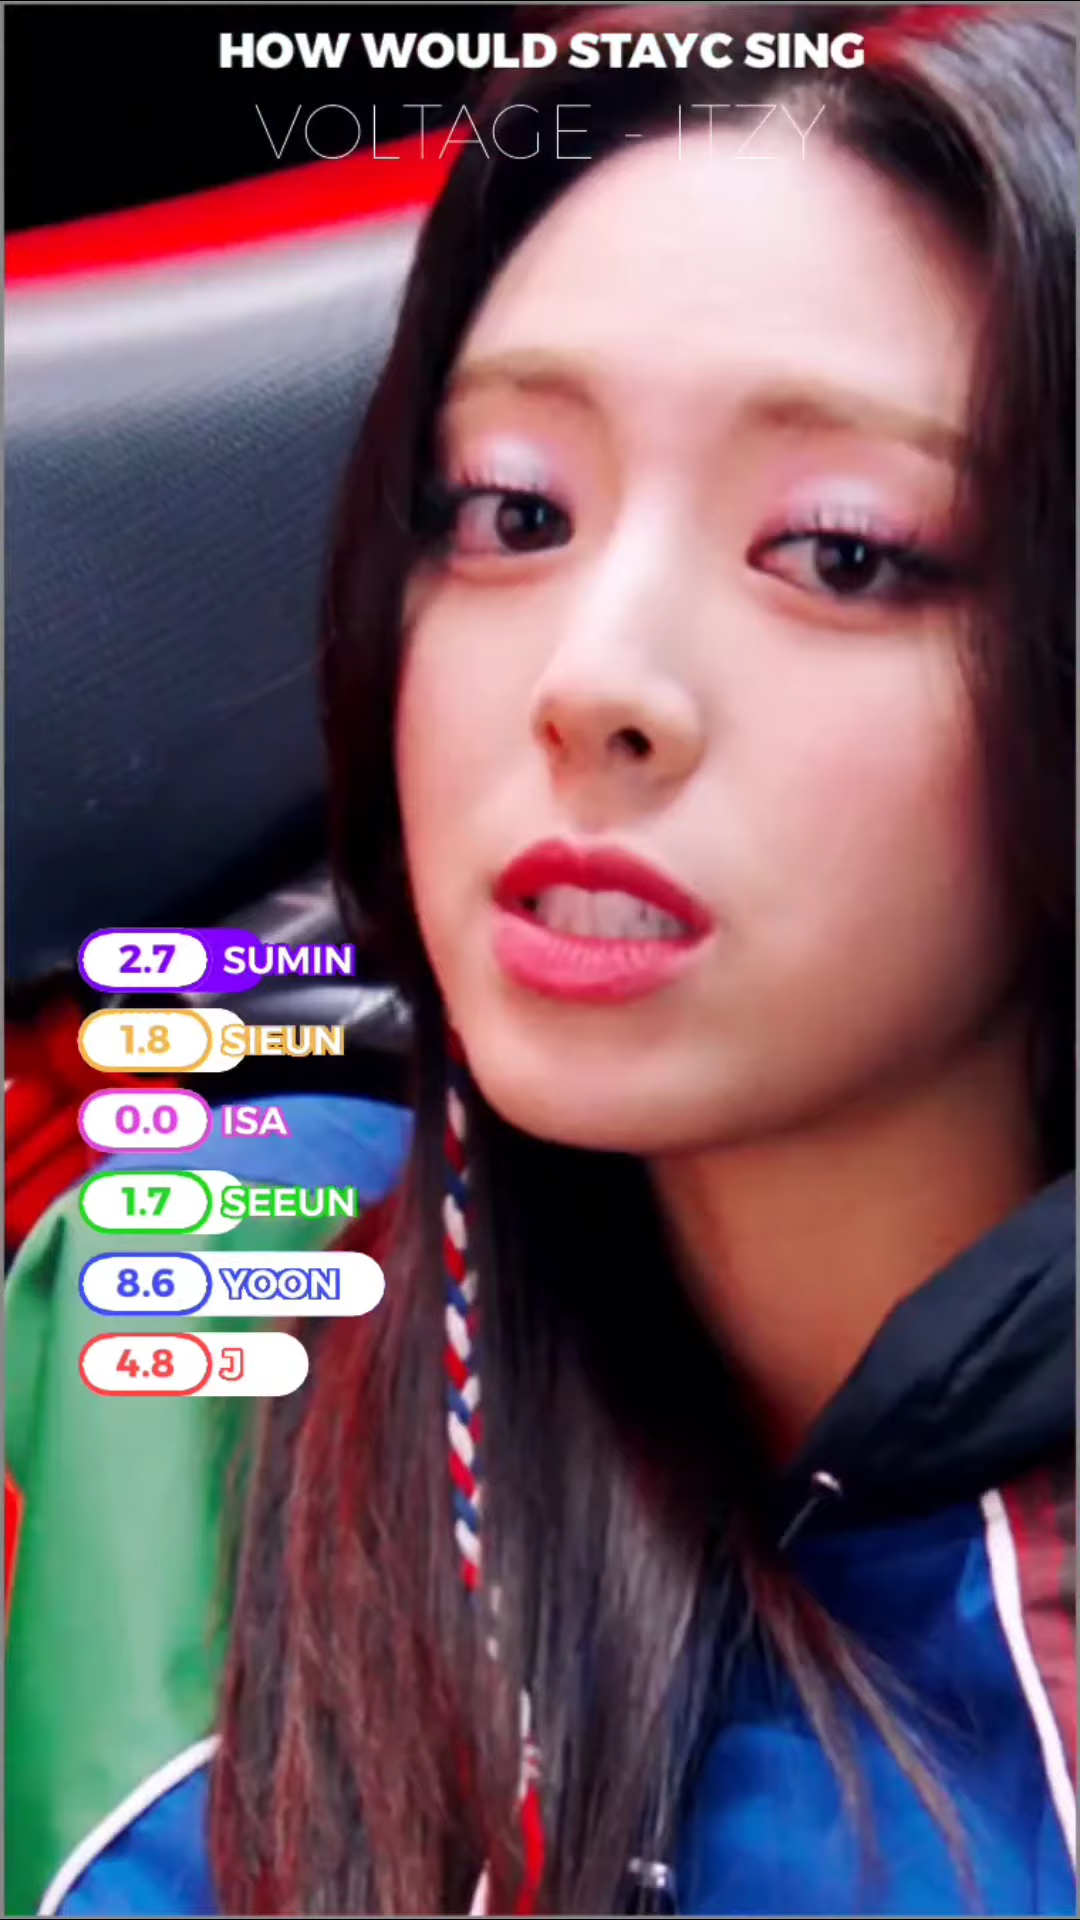 HOW WOULD STAYC SING
VOLTAGE - ITZY
2.7 SUMIN
1.8 SIEUN
0.0 ISA
1.7 SEEUN
8.6 YOON
4.8 J